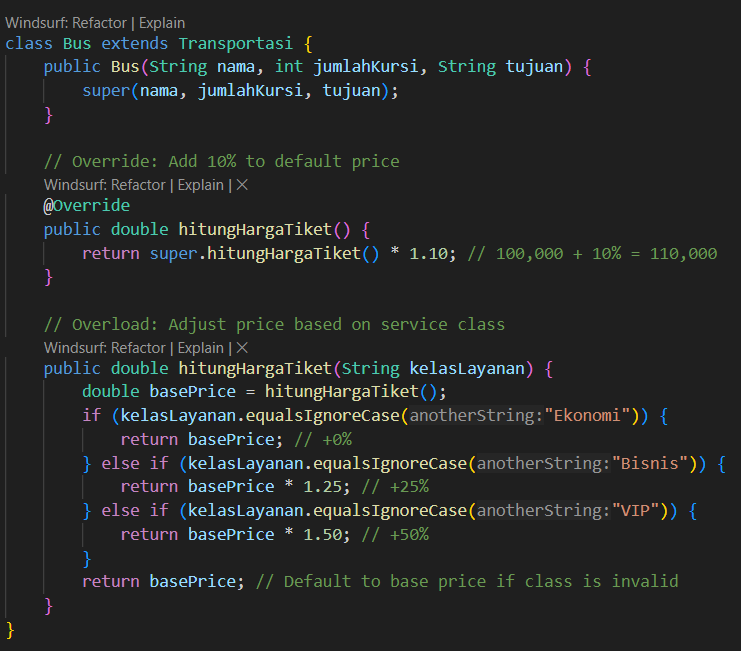 Windsurf: Refactor | Explain
class Bus extends Transportasi {
    public Bus(String nama, int jumlahKursi, String tujuan) {
        super(nama, jumlahKursi, tujuan);
    }

    // Override: Add 10% to default price
    Windsurf: Refactor | Explain | ×
    @Override
    public double hitungHargaTiket() {
        return super.hitungHargaTiket() * 1.10; // 100,000 + 10% = 110,000
    }

    // Overload: Adjust price based on service class
    Windsurf: Refactor | Explain | ×
    public double hitungHargaTiket(String kelasLayanan) {
        double basePrice = hitungHargaTiket();
        if (kelasLayanan.equalsIgnoreCase(anotherString:"Ekonomi")) {
            return basePrice; // +0%
        } else if (kelasLayanan.equalsIgnoreCase(anotherString:"Bisnis")) {
            return basePrice * 1.25; // +25%
        } else if (kelasLayanan.equalsIgnoreCase(anotherString:"VIP")) {
            return basePrice * 1.50; // +50%
        }
        return basePrice; // Default to base price if class is invalid
    }
}